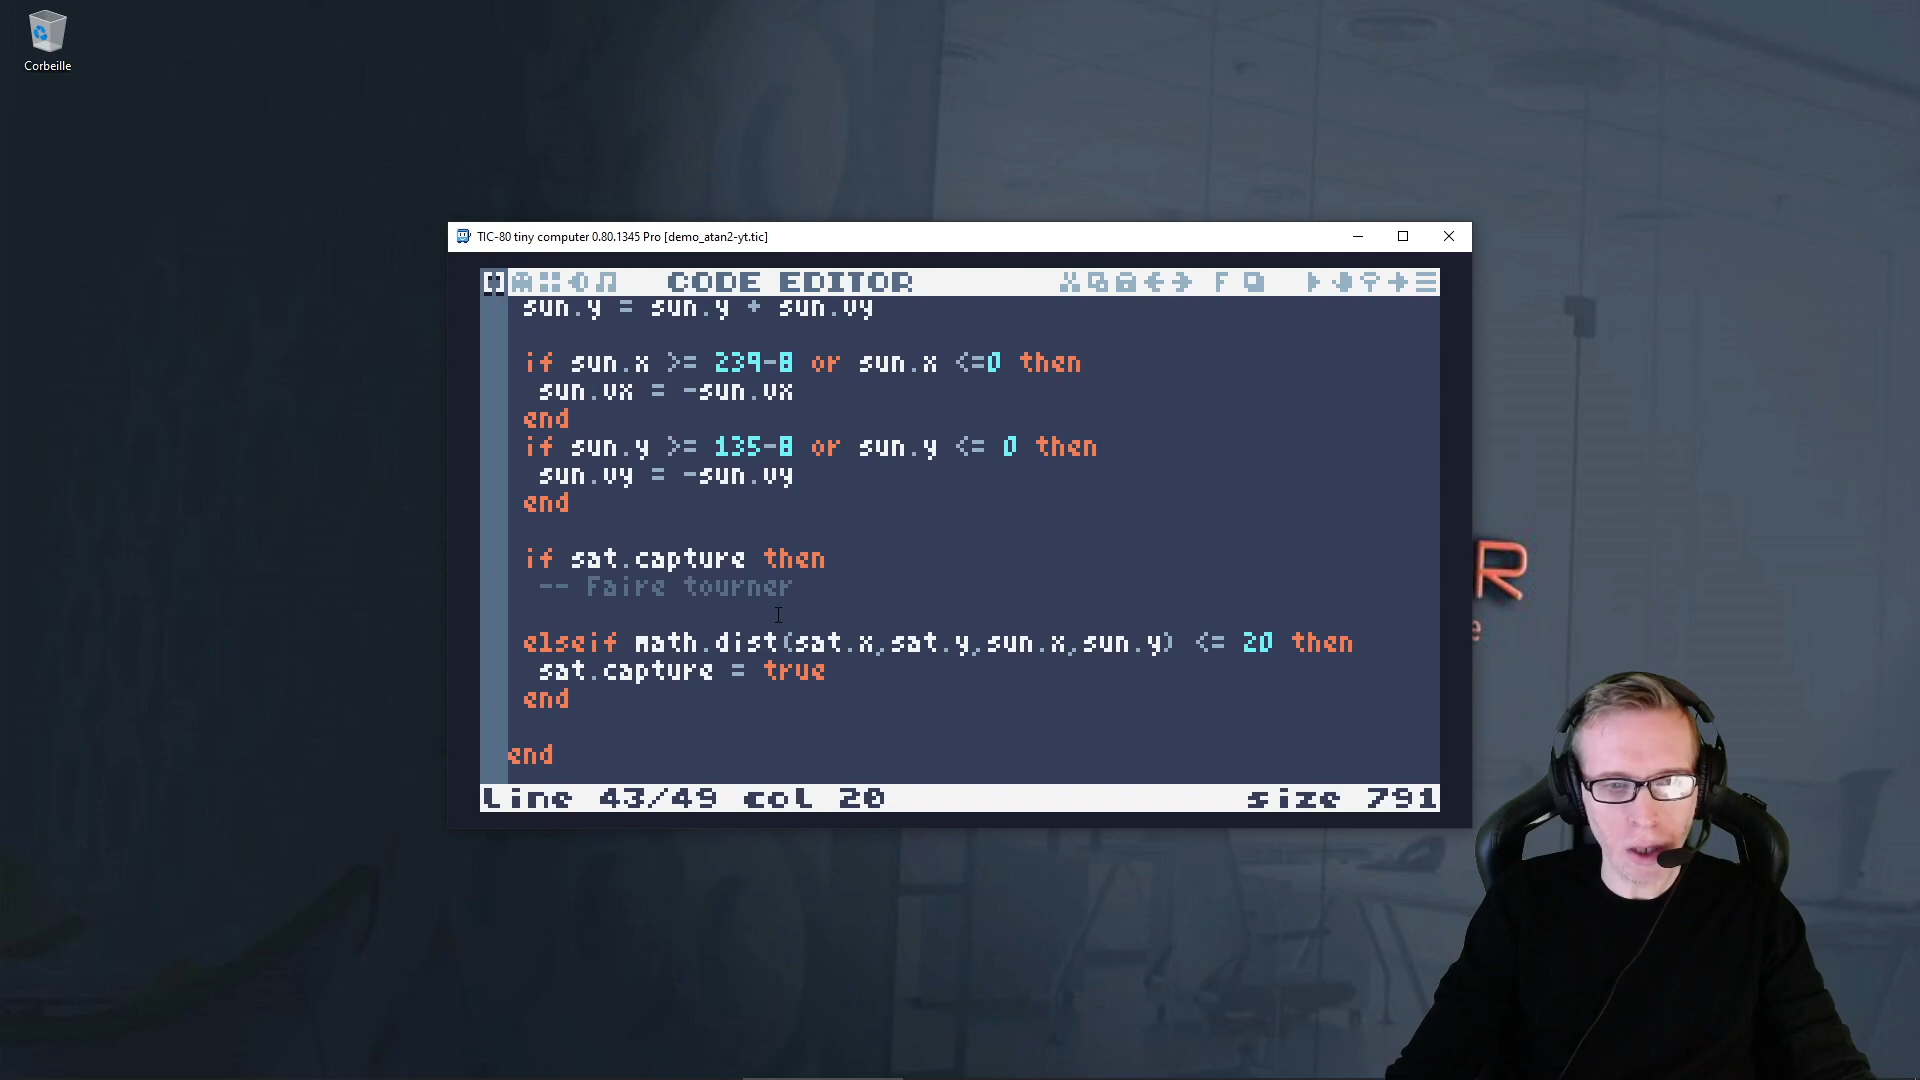 Corbeille
TIC-80 tiny computer 0.80.1345 Pro [demo_atan2-yt.tic]
CODE EDITOR
F
sun.y = sun.y + sun.vy
if sun.x >= 239-8 or sun.x <=0 then
sun.vx = -sun.vx
end
if sun.y >= 135-8 or sun.y <= 0 then
sun.vy = -sun.vy
end
if sat.capture then
-- Faire tourner
elseif math.dist(sat.x,sat.y,sun.x,sun.y) <= 20 then
sat.capture = true
end
end
line 43/49 col 20
size 791
R
e